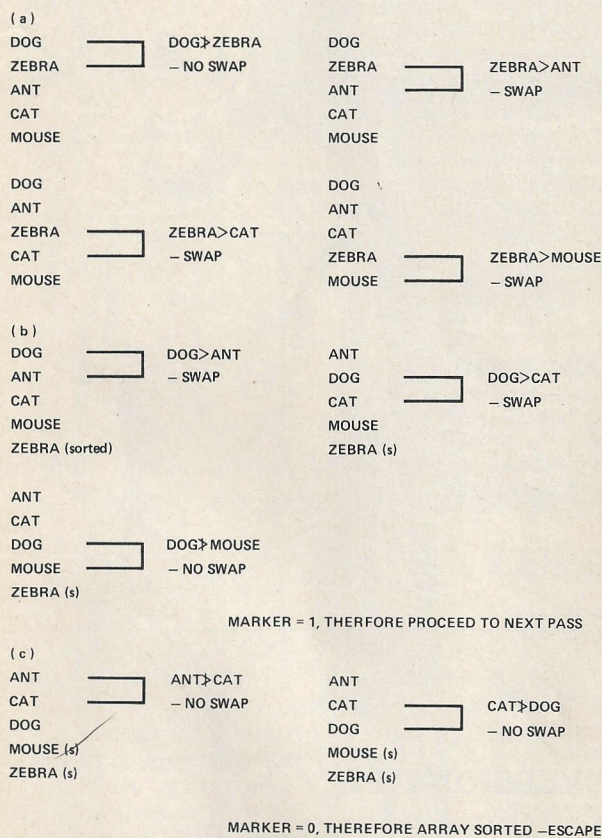 (a)
DOG
ZEBRA
ANT
CAT
MOUSE
DOG≯ZEBRA
– NO SWAP
DOG
ZEBRA
ANT
CAT
MOUSE
ZEBRA>ANT
– SWAP
DOG
ANT
ZEBRA
CAT
MOUSE
ZEBRA>CAT
– SWAP
DOG
ANT
CAT
ZEBRA
MOUSE
ZEBRA>MOUSE
– SWAP
(b)
DOG
ANT
CAT
MOUSE
ZEBRA (sorted)
DOG>ANT
– SWAP
ANT
DOG
CAT
MOUSE
ZEBRA (s)
DOG>CAT
– SWAP
ANT
CAT
DOG
MOUSE
ZEBRA (s)
DOG≯MOUSE
– NO SWAP
MARKER = 1, THERFORE PROCEED TO NEXT PASS
(c)
ANT
CAT
DOG
MOUSE (s)
ZEBRA (s)
ANT≯CAT
– NO SWAP
ANT
CAT
DOG
MOUSE (s)
ZEBRA (s)
CAT≯DOG
– NO SWAP
MARKER = 0, THEREFORE ARRAY SORTED –ESCAPE